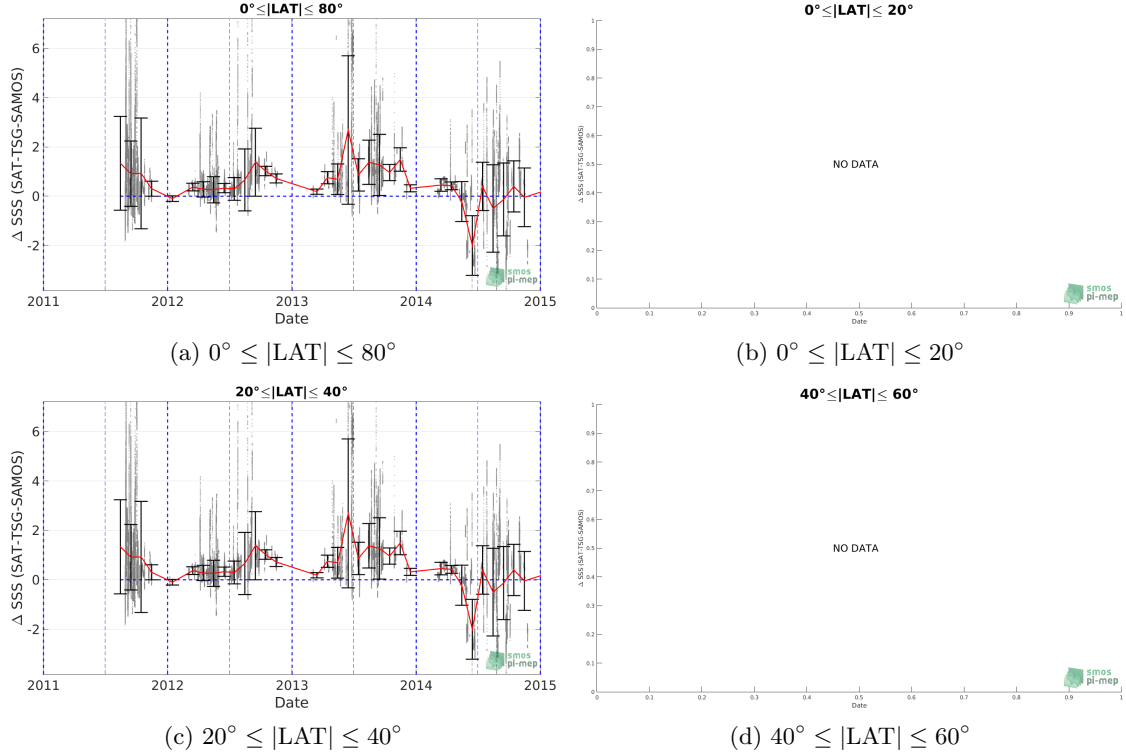 0°≤|LAT|≤ 80°
Δ SSS (SAT-TSG-SAMOS)
6
4
2
0
-2
2011
2012
2013
2014
2015
Date
smos
pi-mep
(a) 0° ≤ |LAT| ≤ 80°
0°≤|LAT|≤ 20°
Δ SSS (SAT-TSG-SAMOS)
1
0.9
0.8
0.7
0.6
0.5
0.4
0.3
0.2
0.1
0
NO DATA
0
0.1
0.2
0.3
0.4
0.5
0.6
0.7
0.8
0.9
1
Date
smos
pi-mep
(b) 0° ≤ |LAT| ≤ 20°
20°≤|LAT|≤ 40°
Δ SSS (SAT-TSG-SAMOS)
6
4
2
0
-2
2011
2012
2013
2014
2015
Date
smos
pi-mep
(c) 20° ≤ |LAT| ≤ 40°
40°≤|LAT|≤ 60°
Δ SSS (SAT-TSG-SAMOS)
1
0.9
0.8
0.7
0.6
0.5
0.4
0.3
0.2
0.1
0
NO DATA
0
0.1
0.2
0.3
0.4
0.5
0.6
0.7
0.8
0.9
1
Date
smos
pi-mep
(d) 40° ≤ |LAT| ≤ 60°